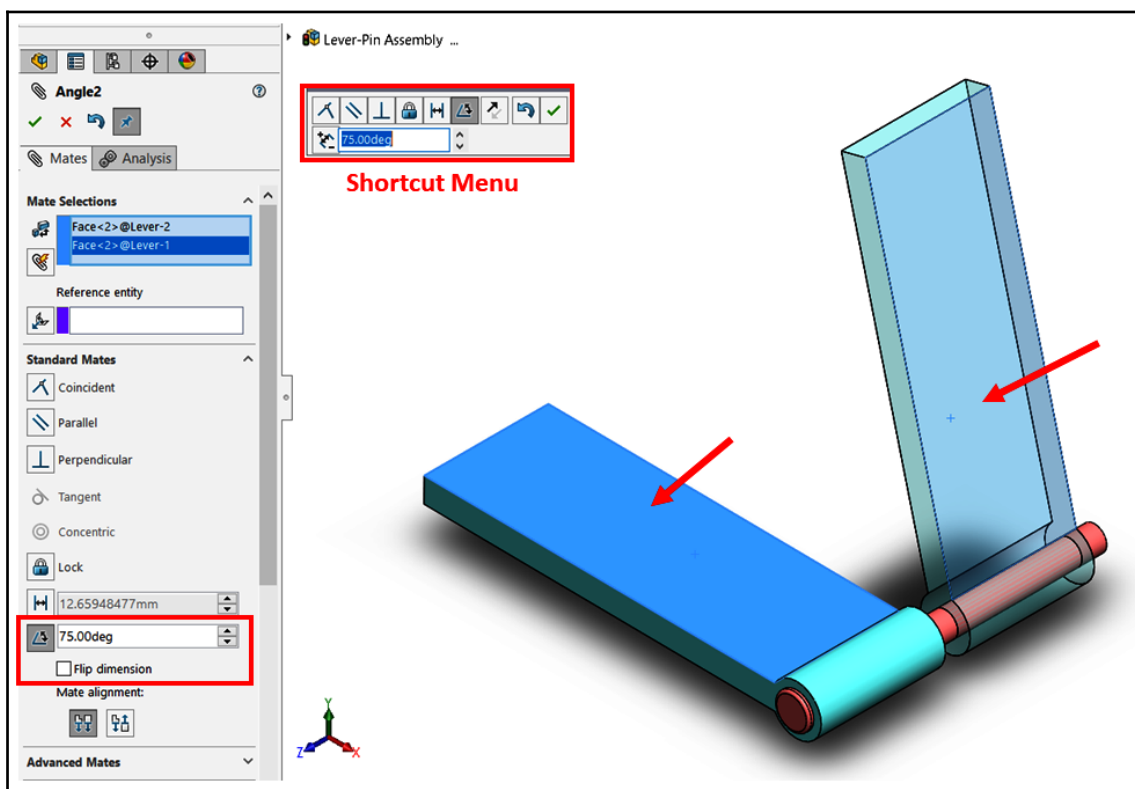 Lever-Pin Assembly ...
Angle2
Mates
Analysis
75.00deg
Shortcut Menu
Mate Selections
Face<2>@Lever-2
Face<2>@Lever-1
Reference entity
Standard Mates
Coincident
Parallel
Perpendicular
Tangent
Concentric
Lock
12.65948477mm
75.00deg
Flip dimension
Mate alignment:
Advanced Mates
Y
Z
X